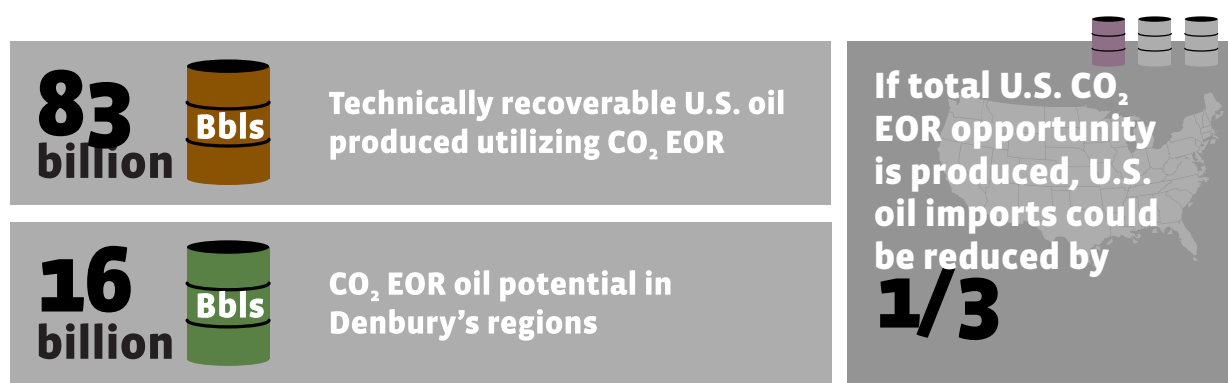 83
billion
Bbls
Technically recoverable U.S. oil
produced utilizing CO₂ EOR
16
billion
Bbls
CO₂ EOR oil potential in
Denbury’s regions
If total U.S. CO₂
EOR opportunity
is produced, U.S.
oil imports could
be reduced by
1/3